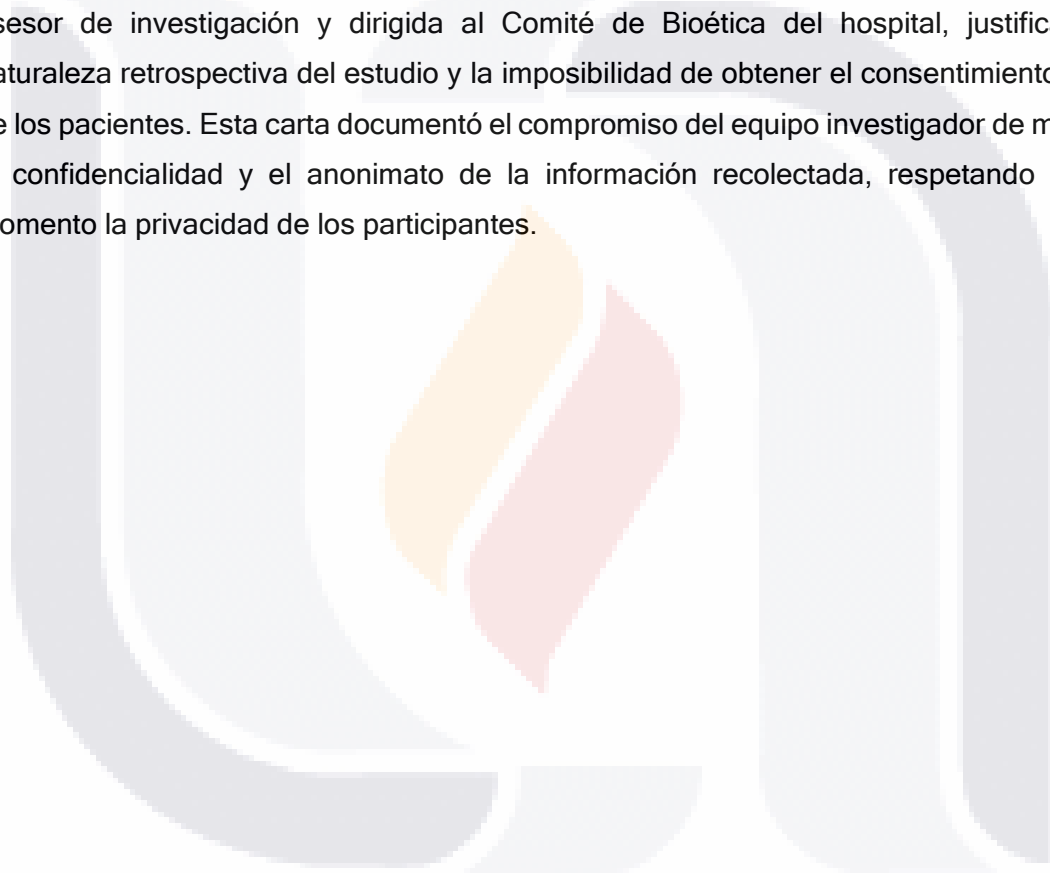 sesor de investigación y dirigida al Comité de Bioética del hospital, justifica
aturaleza retrospectiva del estudio y la imposibilidad de obtener el consentimiento
e los pacientes. Esta carta documentó el compromiso del equipo investigador de m
confidencialidad y el anonimato de la información recolectada, respetando
omento la privacidad de los participantes.